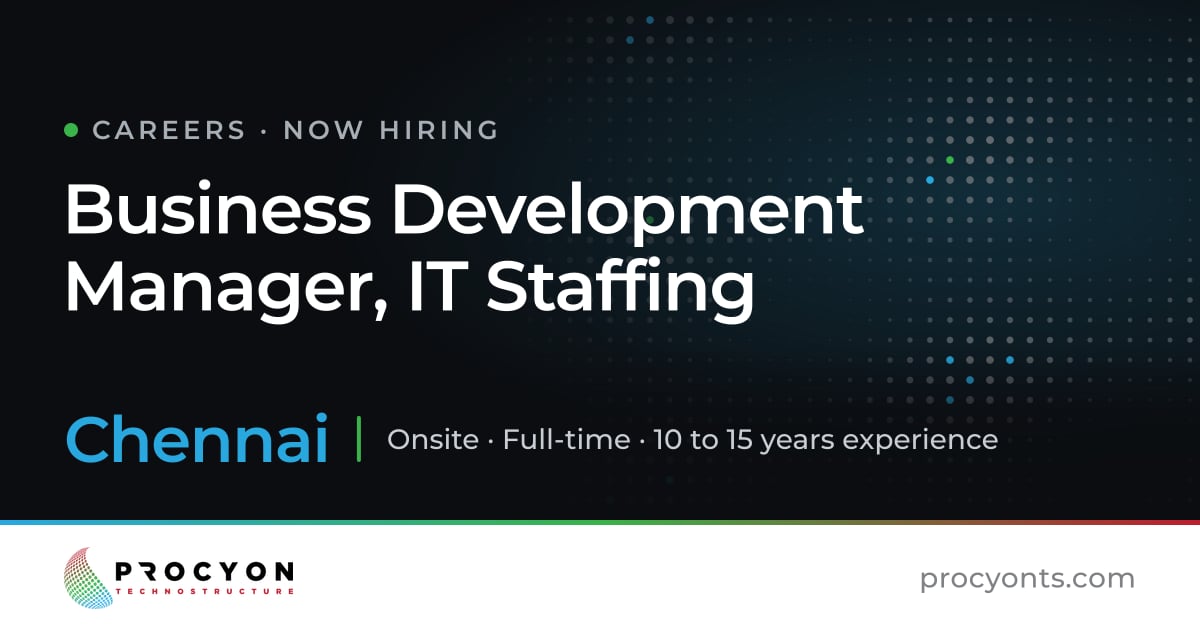 CAREERS · NOW HIRING
Business Development
Manager, IT Staffing
Chennai
Onsite · Full-time · 10 to 15 years experience
PROCYON
TECHNOSTRUCTURE
procyonts.com